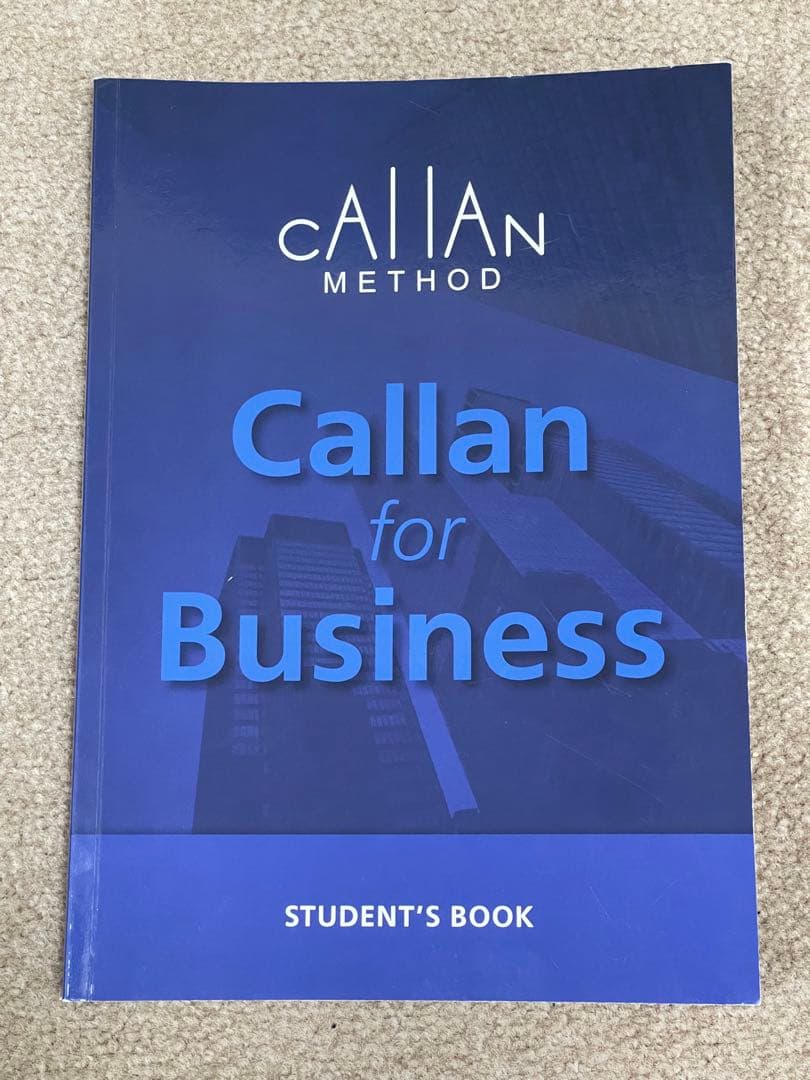 CALLAN
METHOD
Callan
for
Business
STUDENT'S BOOK